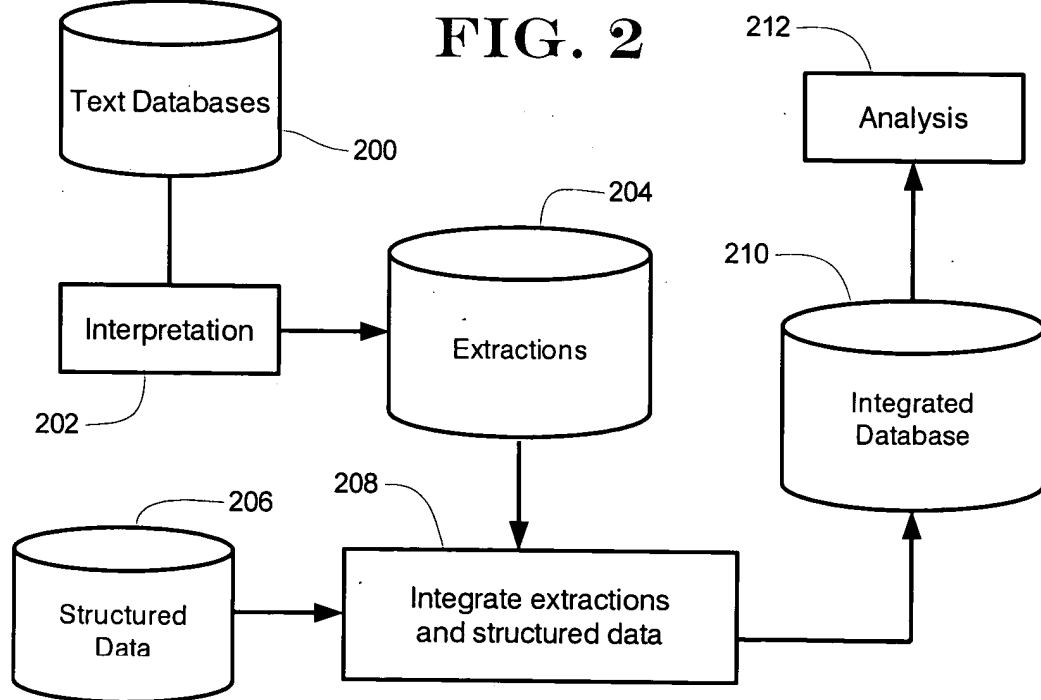 FIG. 2
Text Databases
200
Interpretation
202
204
Extractions
206
Structured
Data
208
Integrate extractions
and structured data
210
Integrated
Database
212
Analysis